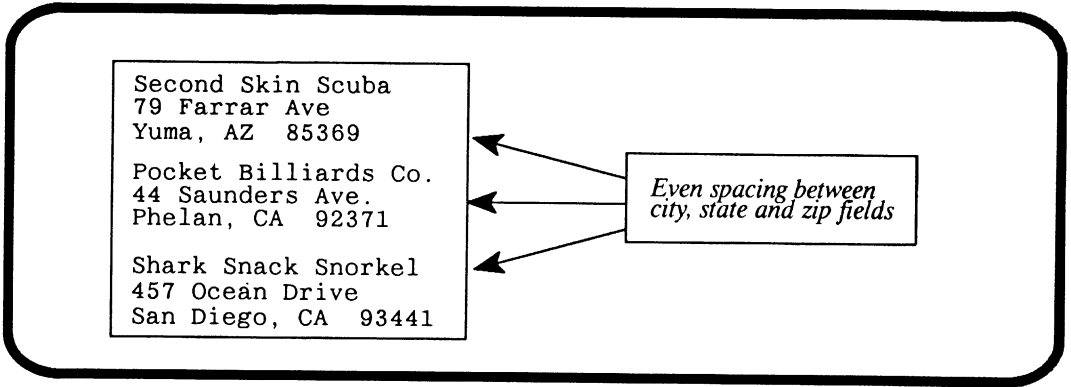 Second Skin Scuba
79 Farrar Ave
Yuma, AZ  85369
Pocket Billiards Co.
44 Saunders Ave.
Phelan, CA  92371
Shark Snack Snorkel
457 Ocean Drive
San Diego, CA  93441
Even spacing between
city, state and zip fields